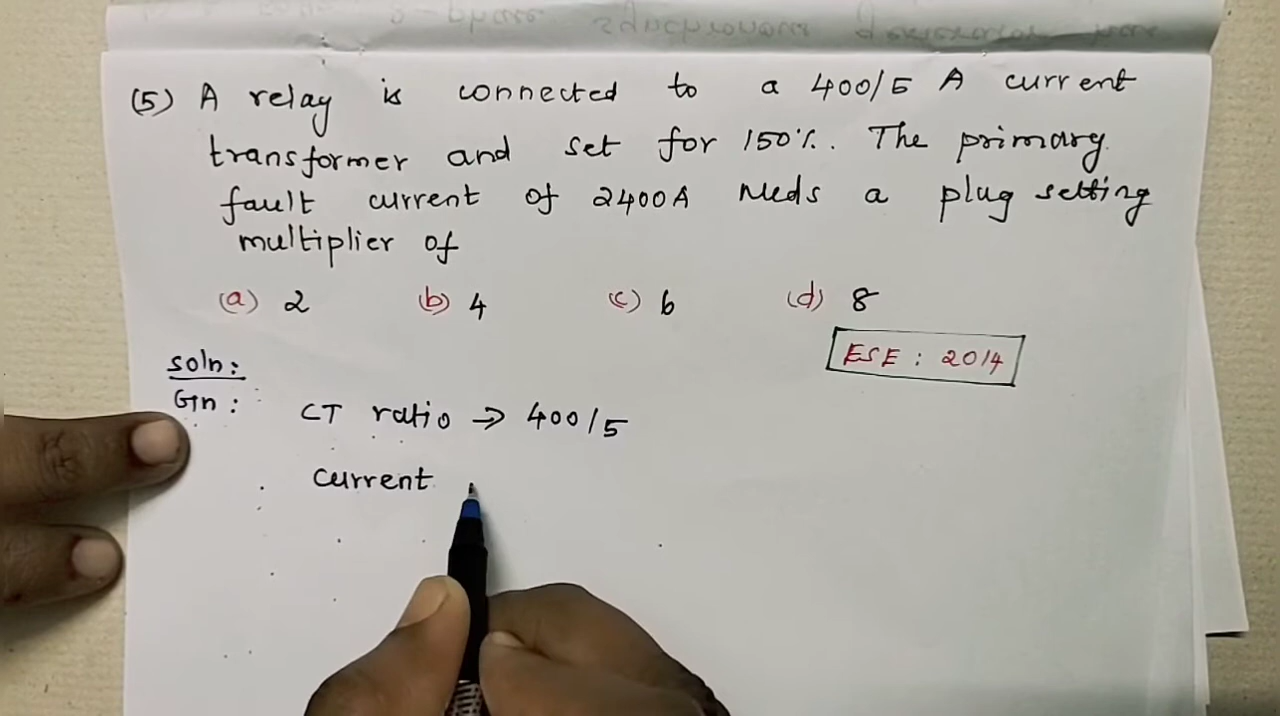 (5) A relay is connected to a 400/5 A current
transformer and set for 150%. The primary
fault current of 2400A needs a plug setting
multiplier of
(a) 2 (b) 4 (c) 6 (d) 8
ESE : 2014
Soln:
Gn:
CT ratio → 400/5
Current